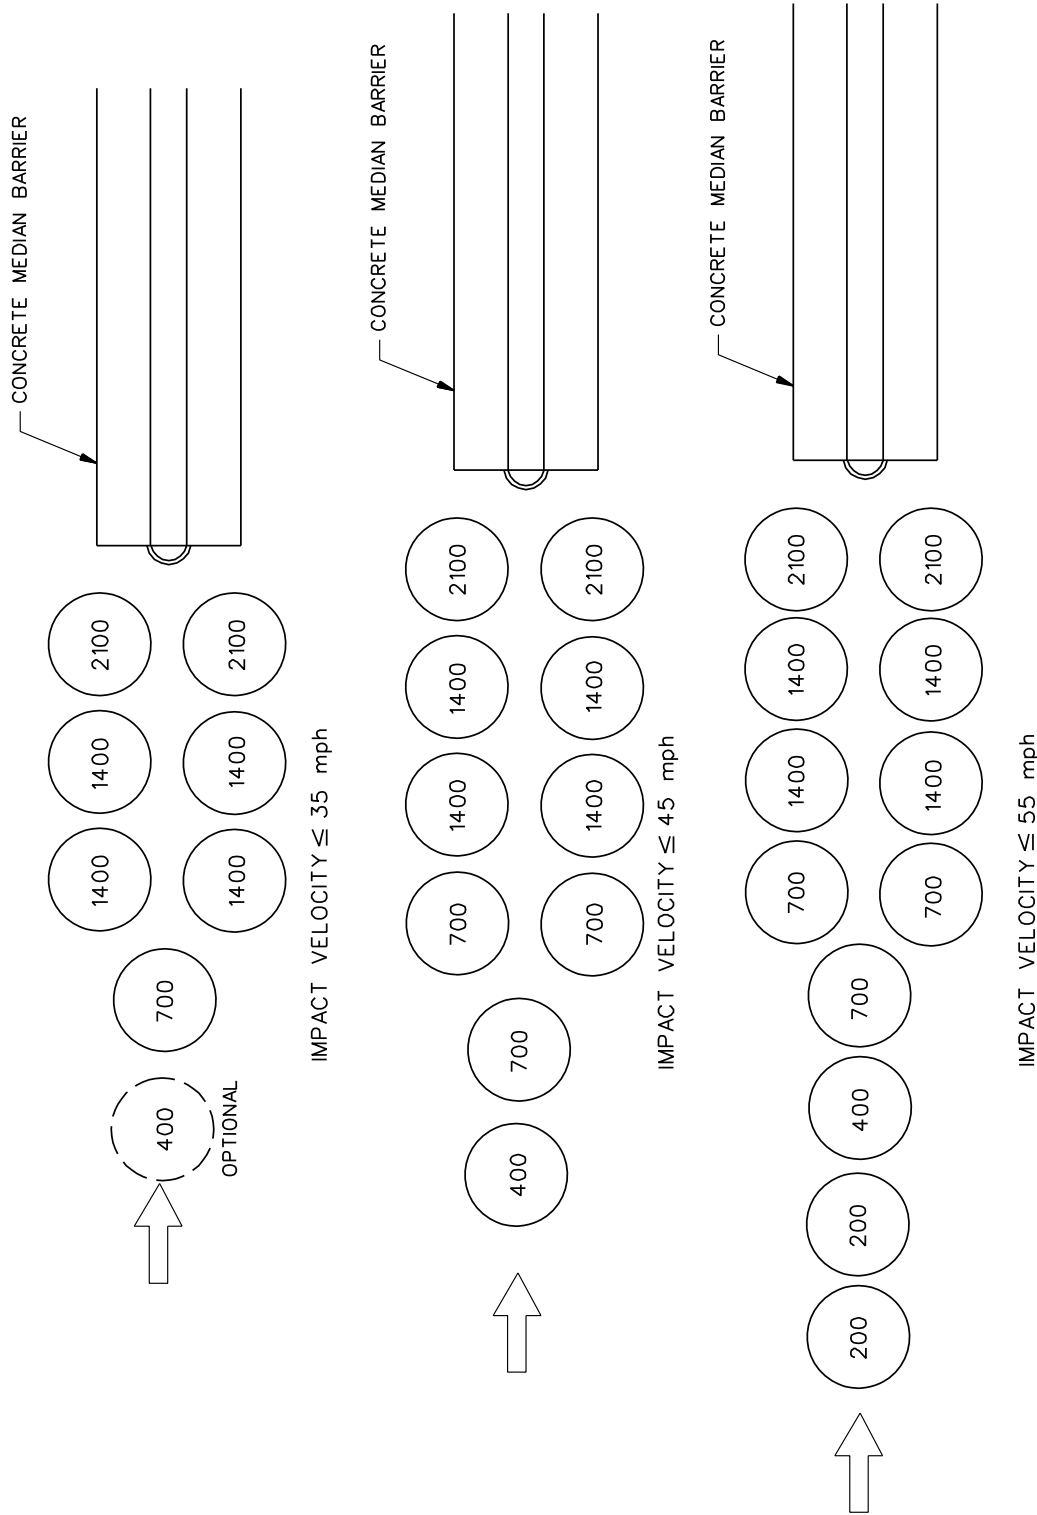 CONCRETE MEDIAN BARRIER
1400 1400 2100
400 700
1400 1400 2100
OPTIONAL
IMPACT VELOCITY ≤ 35 mph
CONCRETE MEDIAN BARRIER
700 1400 1400 2100
400 700
700 1400 1400 2100
IMPACT VELOCITY ≤ 45 mph
CONCRETE MEDIAN BARRIER
700 1400 1400 2100
200 200 400 700
700 1400 1400 2100
IMPACT VELOCITY ≤ 55 mph